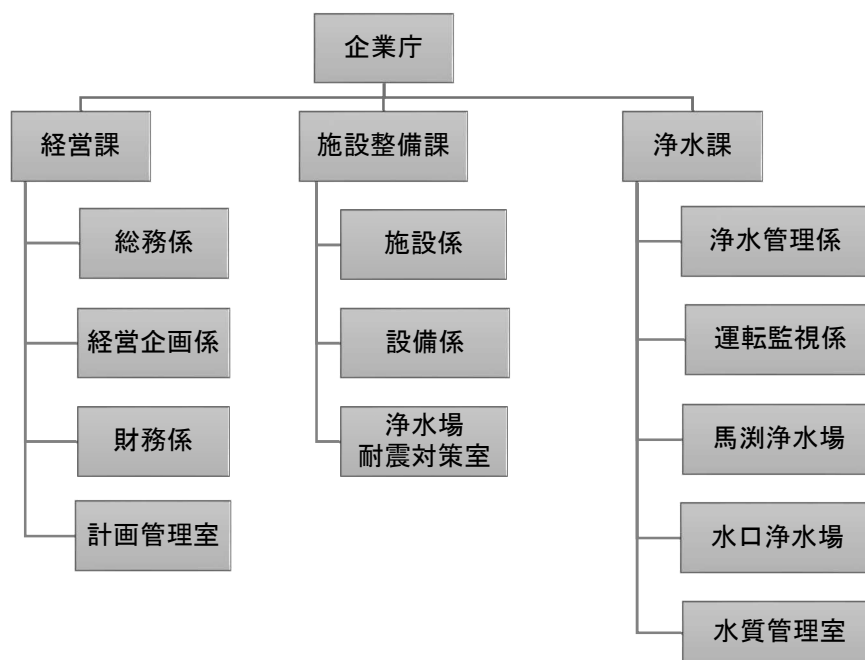 企業庁
経営課
総務係
経営企画係
財務係
計画管理室
施設整備課
施設係
設備係
浄水場
耐震対策室
浄水課
浄水管理係
運転監視係
馬渕浄水場
水口浄水場
水質管理室